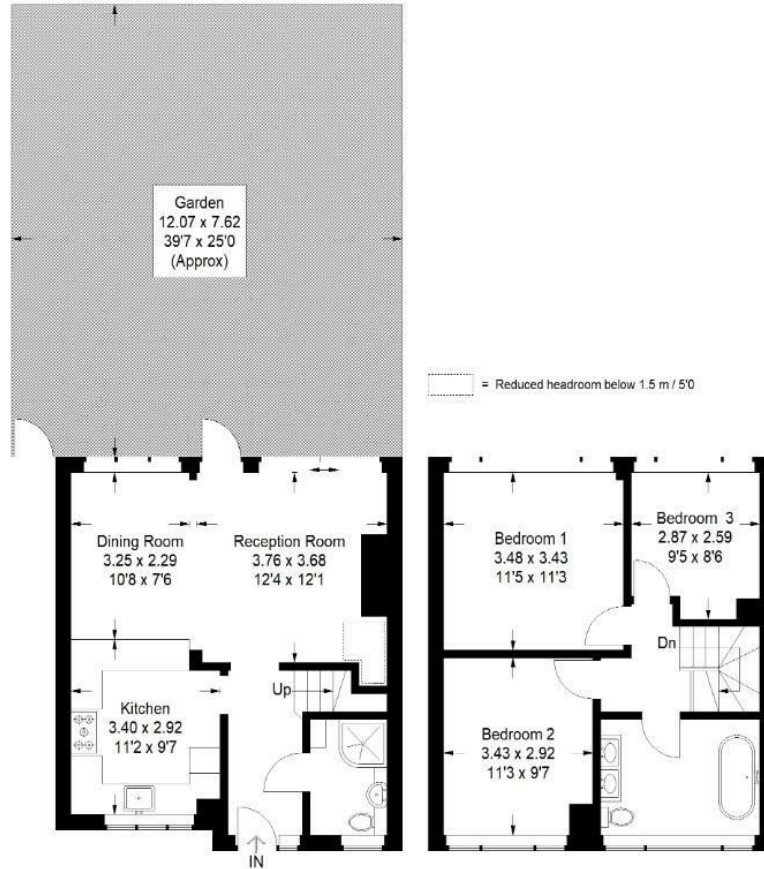 Garden
12.07 x 7.62
39'7 x 25'0
(Approx)
= Reduced headroom below 1.5 m / 5'0
Dining Room
3.25 x 2.29
10'8 x 7'6
Reception Room
3.76 x 3.68
12'4 x 12'1
Kitchen
3.40 x 2.92
11'2 x 9'7
Up
IN
Bedroom 1
3.48 x 3.43
11'5 x 11'3
Bedroom 3
2.87 x 2.59
9'5 x 8'6
Dn
Bedroom 2
3.43 x 2.92
11'3 x 9'7